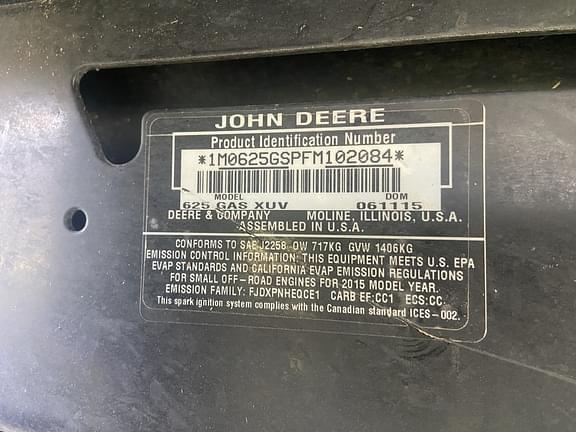 JOHN DEERE
Product Identification Number
*1M0625GSPFM102084*
MODEL DOM
625 GAS XUV 061115
DEERE & COMPANY MOLINE, ILLINOIS, U.S.A.
ASSEMBLED IN U.S.A.
CONFORMS TO SAE J2258 OW 717KG GVW 1406KG
EMISSION CONTROL INFORMATION: THIS EQUIPMENT MEETS U.S. EPA
EVAP STANDARDS AND CALIFORNIA EVAP EMISSION REGULATIONS
FOR SMALL OFF-ROAD ENGINES FOR 2015 MODEL YEAR.
EMISSION FAMILY: FJDXPNHEQCE1 CARB EF:CC1 ECS:CC
This spark ignition system complies with the Canadian standard ICES-002.